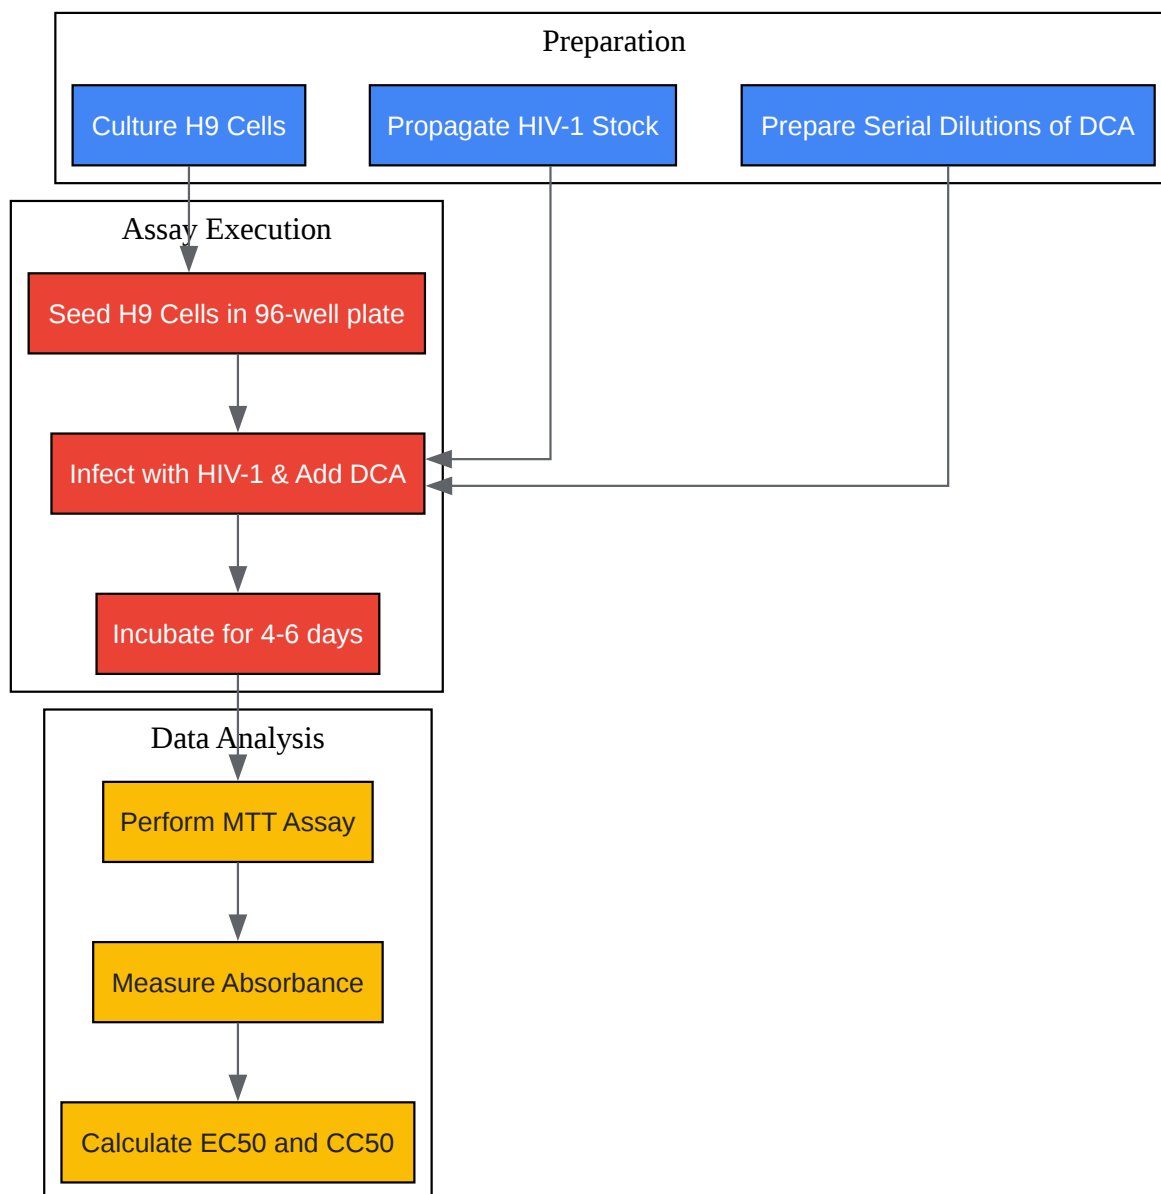 Preparation
Culture H9 Cells
Propagate HIV-1 Stock
Prepare Serial Dilutions of DCA
Assay Execution
Seed H9 Cells in 96-well plate
Infect with HIV-1 & Add DCA
Incubate for 4-6 days
Data Analysis
Perform MTT Assay
Measure Absorbance
Calculate EC50 and CC50